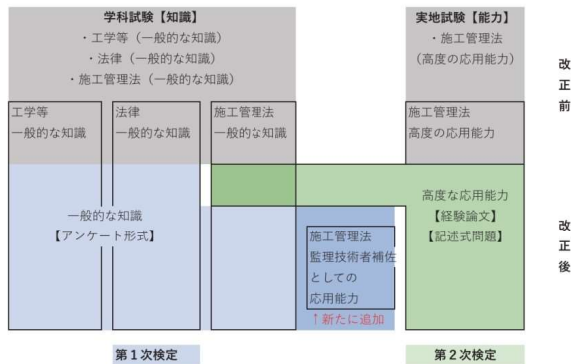 学科試験【知識】
・工学等（一般的な知識）
・法律（一般的な知識）
・施工管理法（一般的な知識）
実地試験【能力】
・施工管理法
（高度の応用能力）
改正前
工学等
一般的な知識
法律
一般的な知識
施工管理法
一般的な知識
施工管理法
高度の応用能力
一般的な知識
【アンケート形式】
施工管理法
監理技術者補佐
としての
応用能力
↑新たに追加
高度な応用能力
【経験論文】
【記述式問題】
改正後
第１次検定
第２次検定